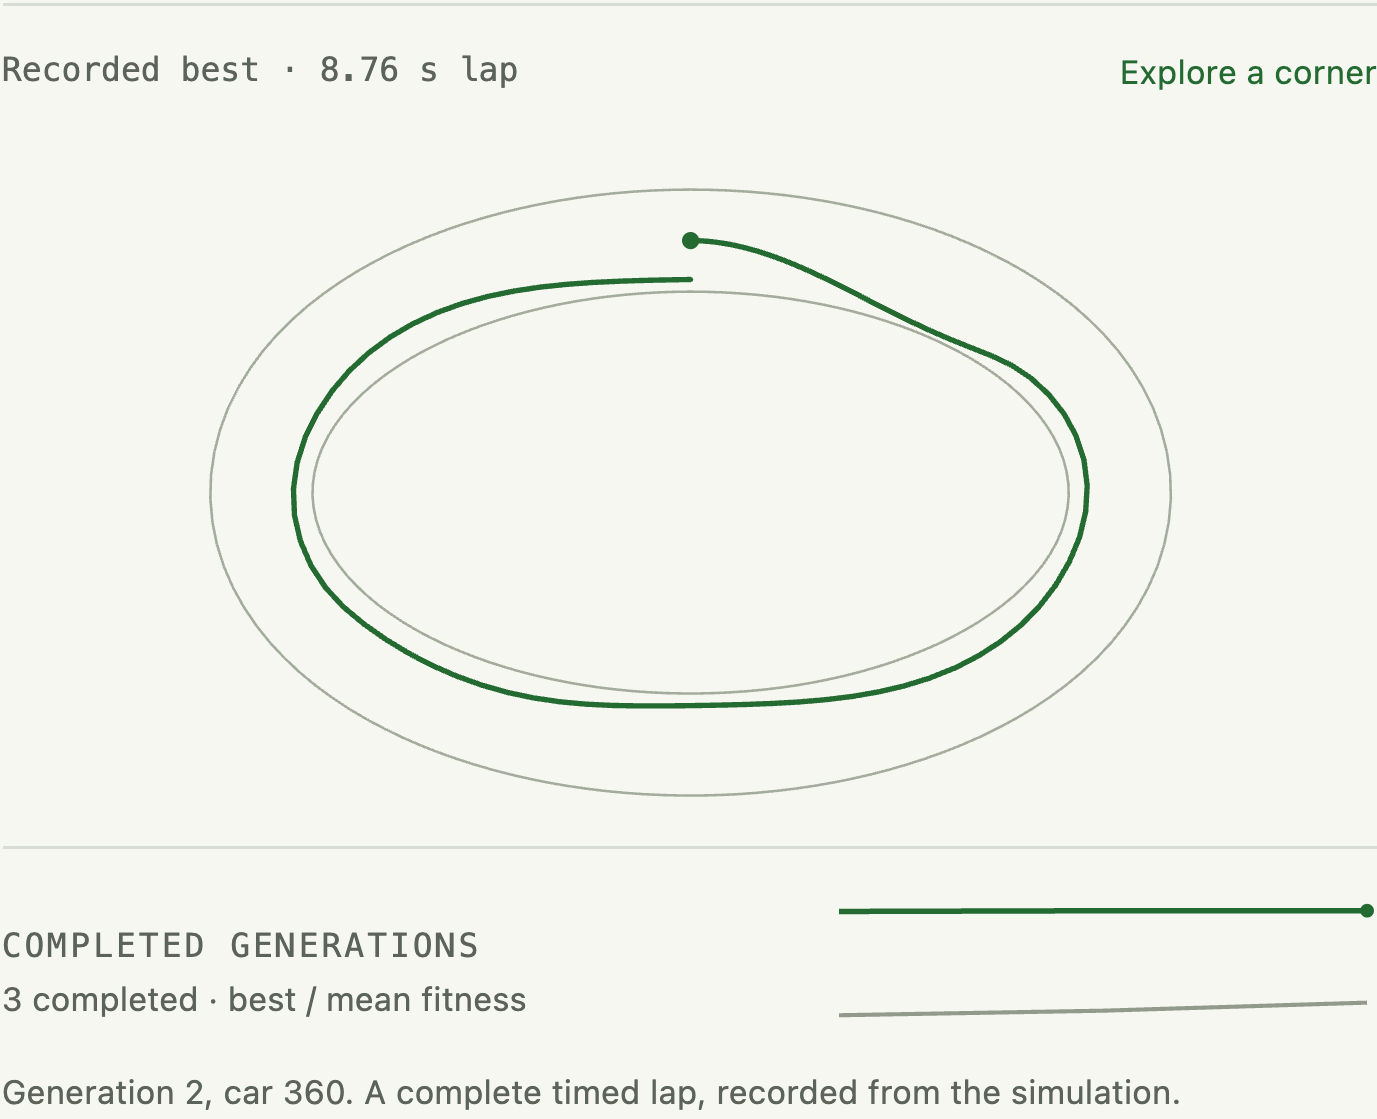 Recorded best · 8.76 s lap
Explore a corner
COMPLETED GENERATIONS
3 completed · best / mean fitness
Generation 2, car 360. A complete timed lap, recorded from the simulation.